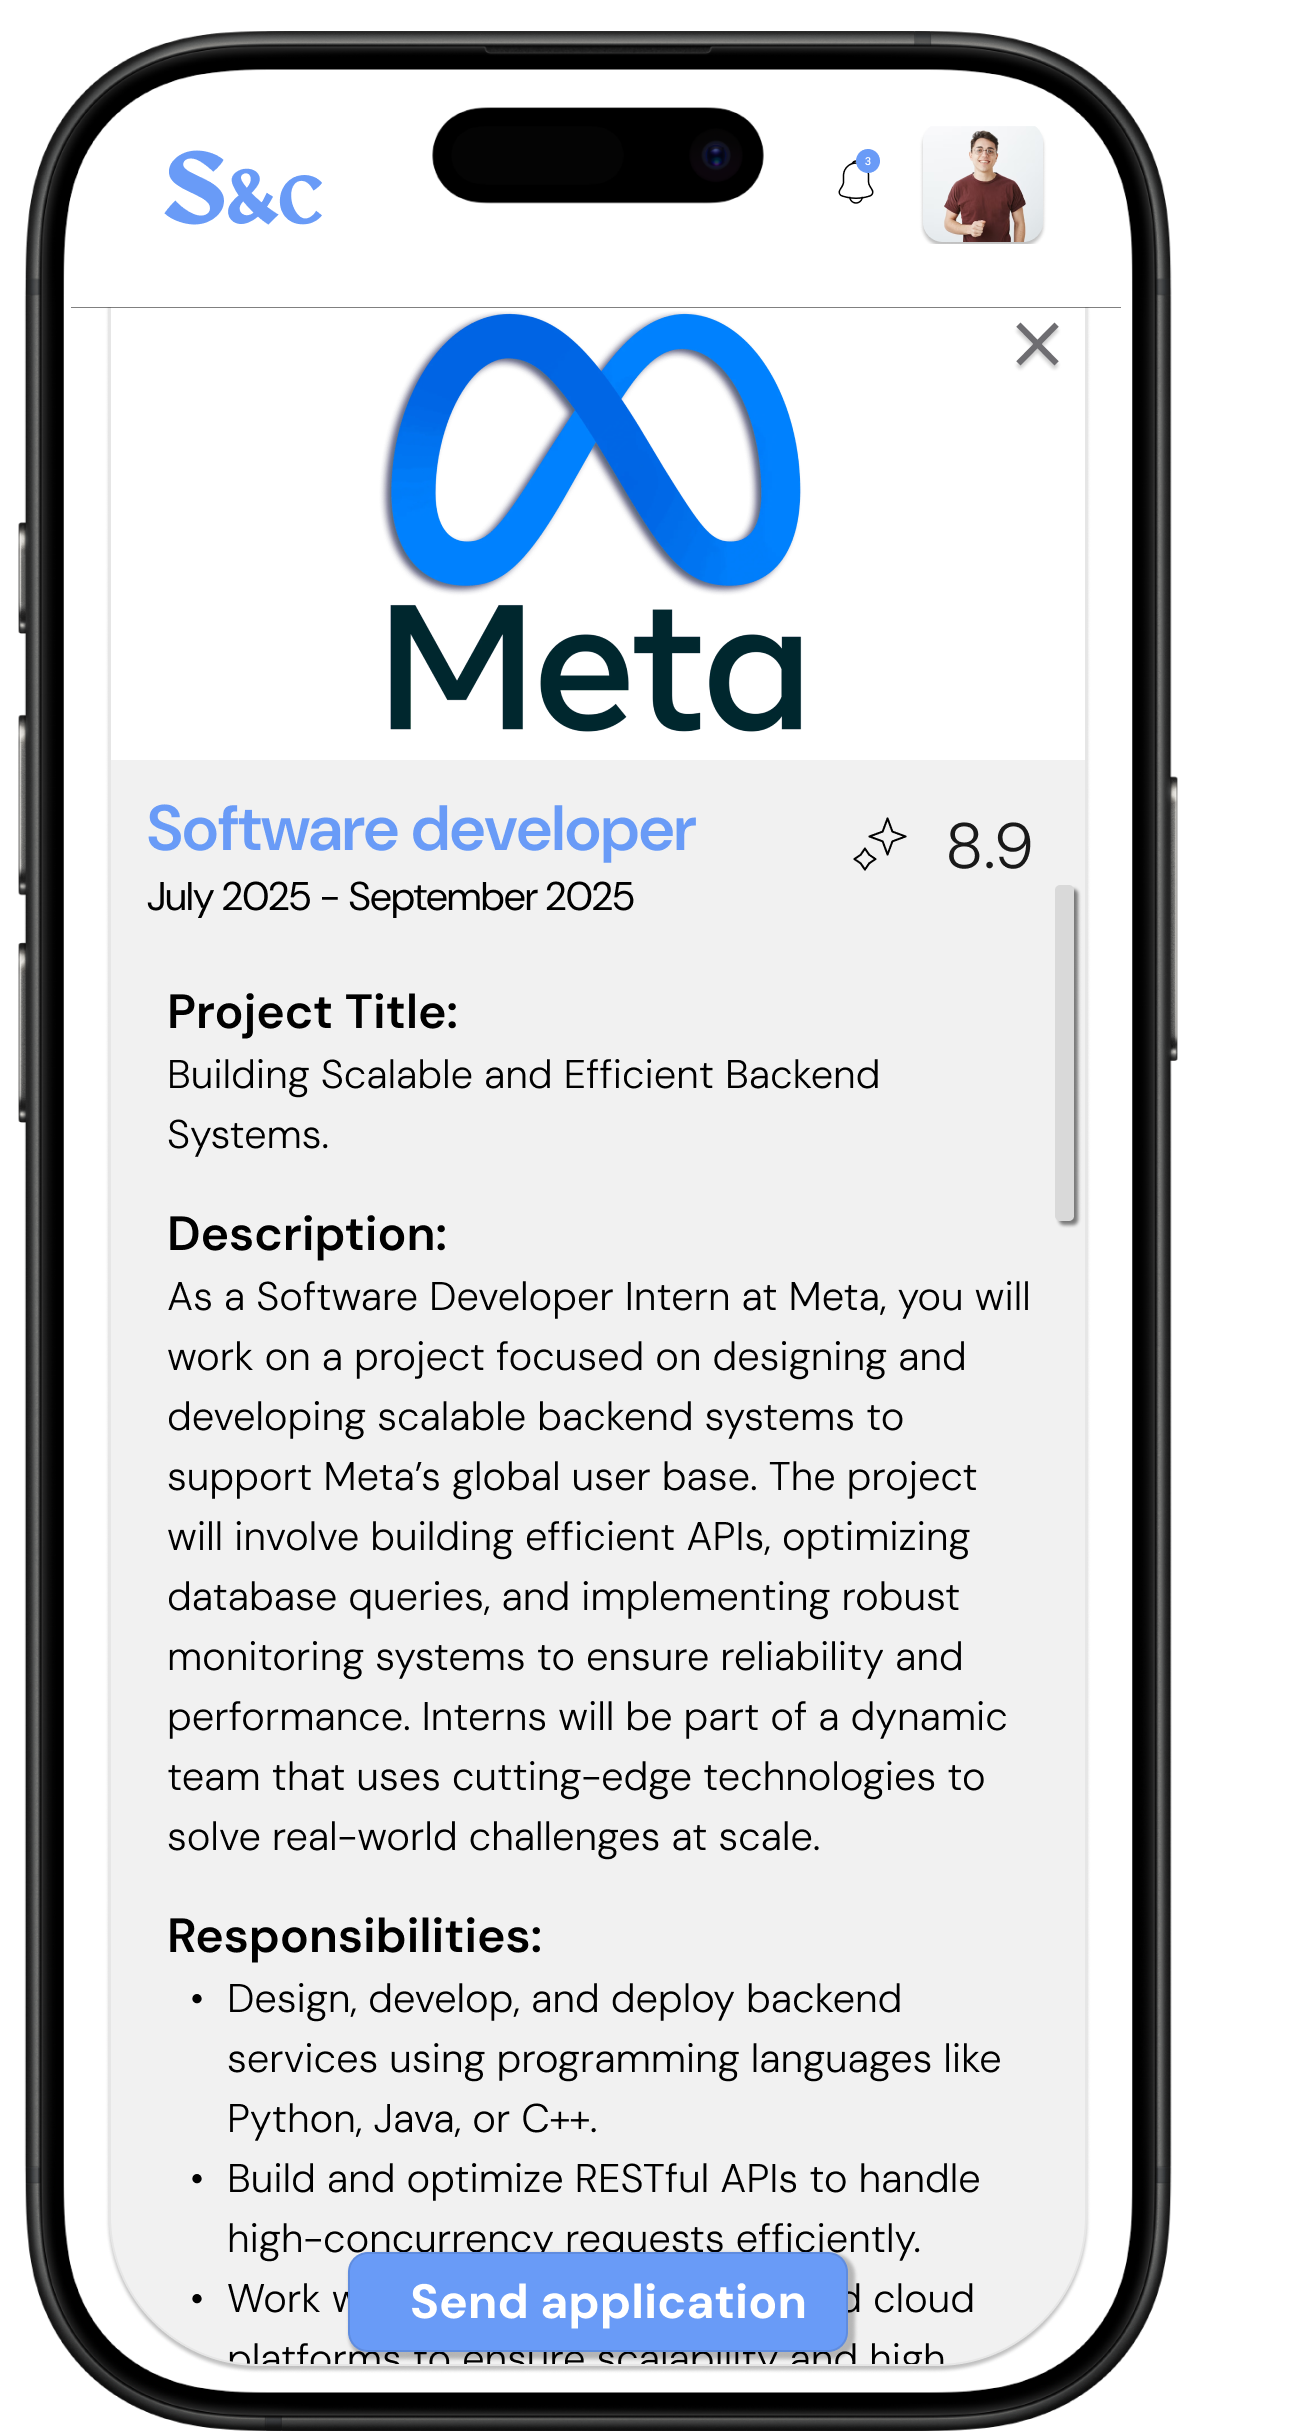 S&C
3
Meta
Software developer
8.9
July 2025 - September 2025
Project Title:
Building Scalable and Efficient Backend
Systems.
Description:
As a Software Developer Intern at Meta, you will
work on a project focused on designing and
developing scalable backend systems to
support Meta’s global user base. The project
will involve building efficient APIs, optimizing
database queries, and implementing robust
monitoring systems to ensure reliability and
performance. Interns will be part of a dynamic
team that uses cutting-edge technologies to
solve real-world challenges at scale.
Responsibilities:
• Design, develop, and deploy backend
services using programming languages like
Python, Java, or C++.
• Build and optimize RESTful APIs to handle
high-concurrency requests efficiently.
• Work cloud
Send application
platforms to ensure scalability and high